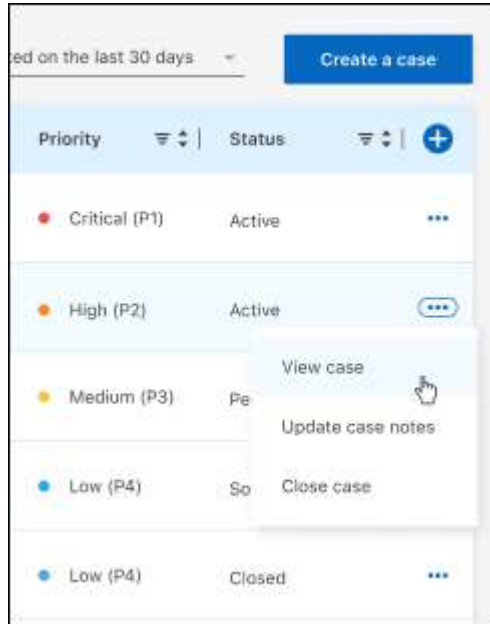 ted on the last 30 days
Create a case
Priority Status
Critical (P1) Active
High (P2) Active
View case
Medium (P3) Pe
Update case notes
Low (P4) So
Close case
Low (P4) Closed